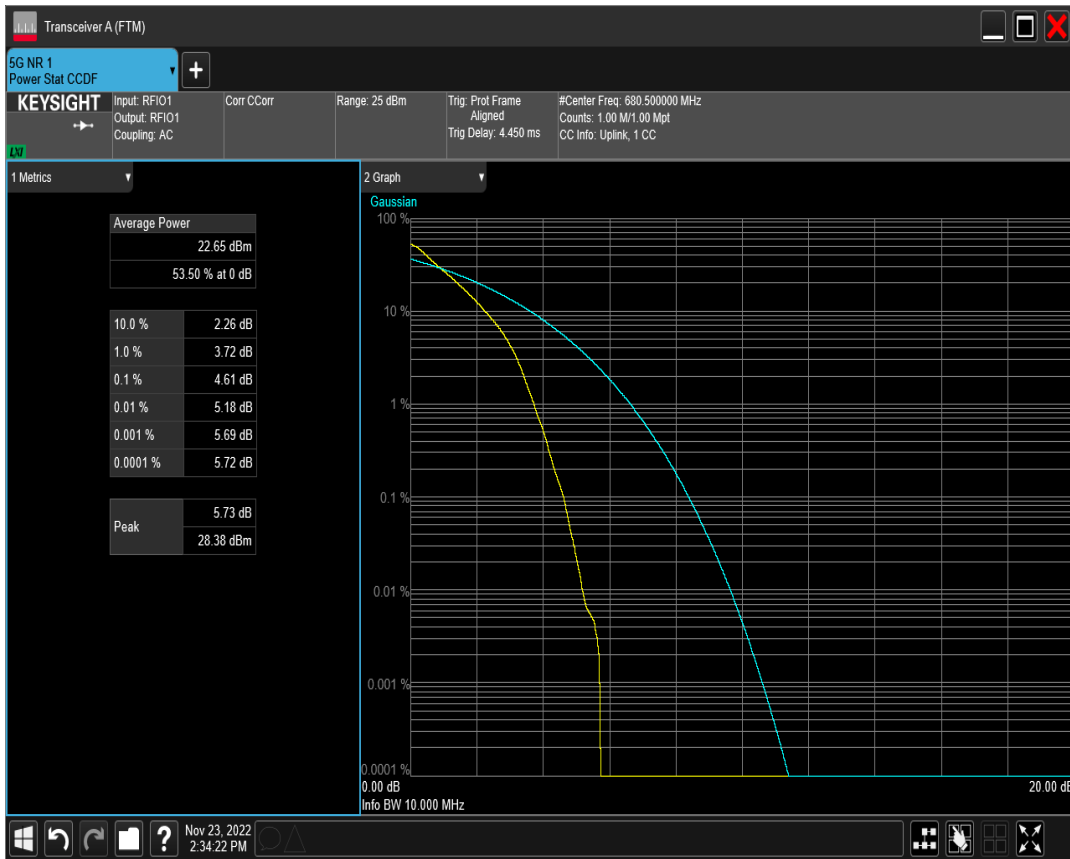 Transceiver A (FTM)
5G NR 1
Power Stat CCDF
KEYSIGHT
LXI
Input: RFIO1
Output: RFIO1
Coupling: AC
Corr CCorr
Range: 25 dBm
Trig: Prot Frame
Aligned
Trig Delay: 4.450 ms
#Center Freq: 680.500000 MHz
Counts: 1.00 M/1.00 Mpt
CC Info: Uplink, 1 CC
1 Metrics
Average Power
22.65 dBm
53.50 % at 0 dB
10.0 % 2.26 dB
1.0 % 3.72 dB
0.1 % 4.61 dB
0.01 % 5.18 dB
0.001 % 5.69 dB
0.0001 % 5.72 dB
Peak 5.73 dB
28.38 dBm
2 Graph
Gaussian
100 %
10 %
1 %
0.1 %
0.01 %
0.001 %
0.0001 %
0.00 dB 20.00 dB
Info BW 10.000 MHz
Nov 23, 2022
2:34:22 PM